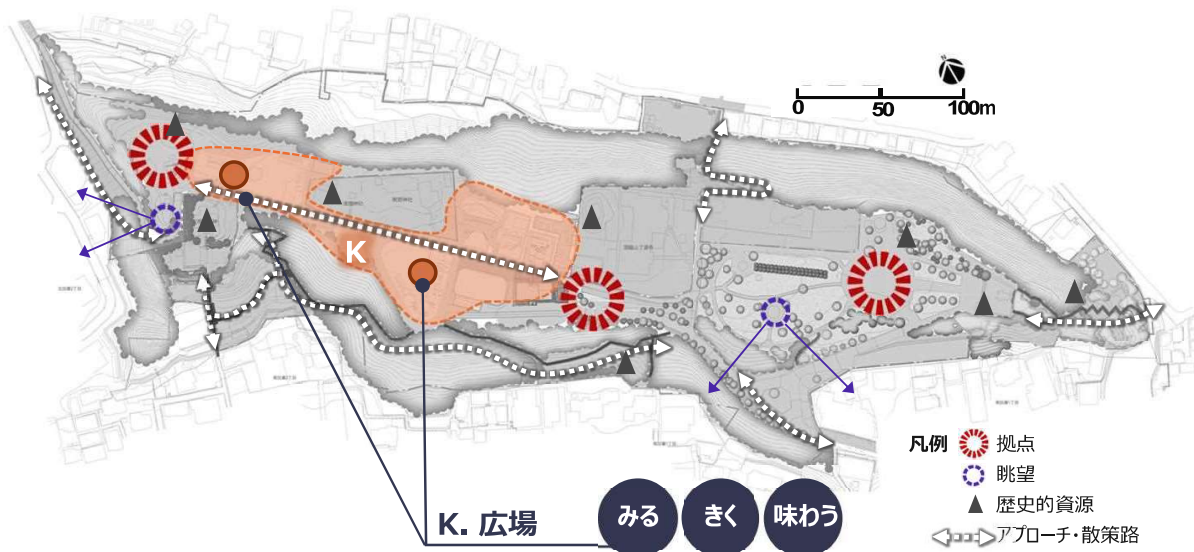 0 50 100m
K
凡例
拠点
眺望
歴史的資源
アプローチ・散策路
K. 広場
みる きく 味わう